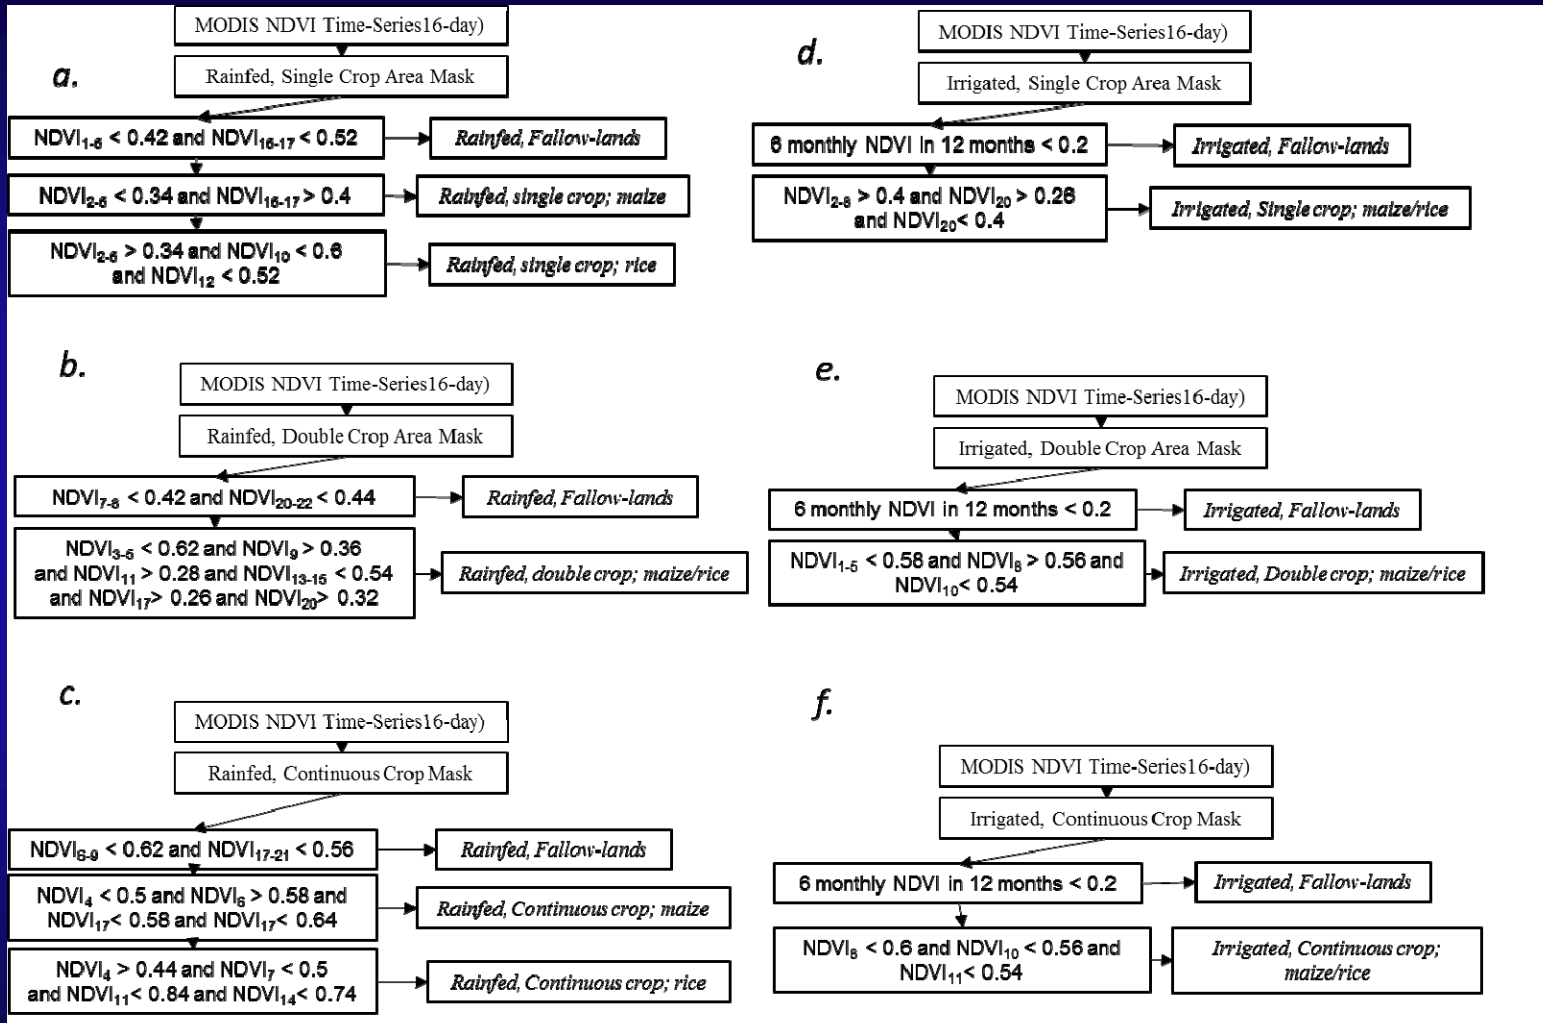 a.
MODIS NDVI Time-Series16-day)
Rainfed, Single Crop Area Mask
NDVI1-6 < 0.42 and NDVI16-17 < 0.52
Rainfed, Fallow-lands
NDVI2-6 < 0.34 and NDVI16-17 > 0.4
Rainfed, single crop; maize
NDVI2-6 > 0.34 and NDVI10 < 0.6
and NDVI12 < 0.52
Rainfed, single crop; rice
b.
MODIS NDVI Time-Series16-day)
Rainfed, Double Crop Area Mask
NDVI7-8 < 0.42 and NDVI20-22 < 0.44
Rainfed, Fallow-lands
NDVI3-5 < 0.62 and NDVI9 > 0.36
and NDVI11 > 0.28 and NDVI13-15 < 0.54
and NDVI17> 0.26 and NDVI20> 0.32
Rainfed, double crop; maize/rice
c.
MODIS NDVI Time-Series16-day)
Rainfed, Continuous Crop Mask
NDVI6-9 < 0.62 and NDVI17-21 < 0.56
Rainfed, Fallow-lands
NDVI4 < 0.5 and NDVI6 > 0.58 and
NDVI17< 0.58 and NDVI17< 0.64
Rainfed, Continuous crop; maize
NDVI4 > 0.44 and NDVI7 < 0.5
and NDVI11< 0.84 and NDVI14< 0.74
Rainfed, Continuous crop; rice
d.
MODIS NDVI Time-Series16-day)
Irrigated, Single Crop Area Mask
6 monthly NDVI in 12 months < 0.2
Irrigated, Fallow-lands
NDVI2-8 > 0.4 and NDVI20 > 0.26
and NDVI20< 0.4
Irrigated, Single crop; maize/rice
e.
MODIS NDVI Time-Series16-day)
Irrigated, Double Crop Area Mask
6 monthly NDVI in 12 months < 0.2
Irrigated, Fallow-lands
NDVI1-5 < 0.58 and NDVI8 > 0.56 and
NDVI10< 0.54
Irrigated, Double crop; maize/rice
f.
MODIS NDVI Time-Series16-day)
Irrigated, Continuous Crop Mask
6 monthly NDVI in 12 months < 0.2
Irrigated, Fallow-lands
NDVI8 < 0.6 and NDVI10 < 0.56 and
NDVI11< 0.54
Irrigated, Continuous crop;
maize/rice